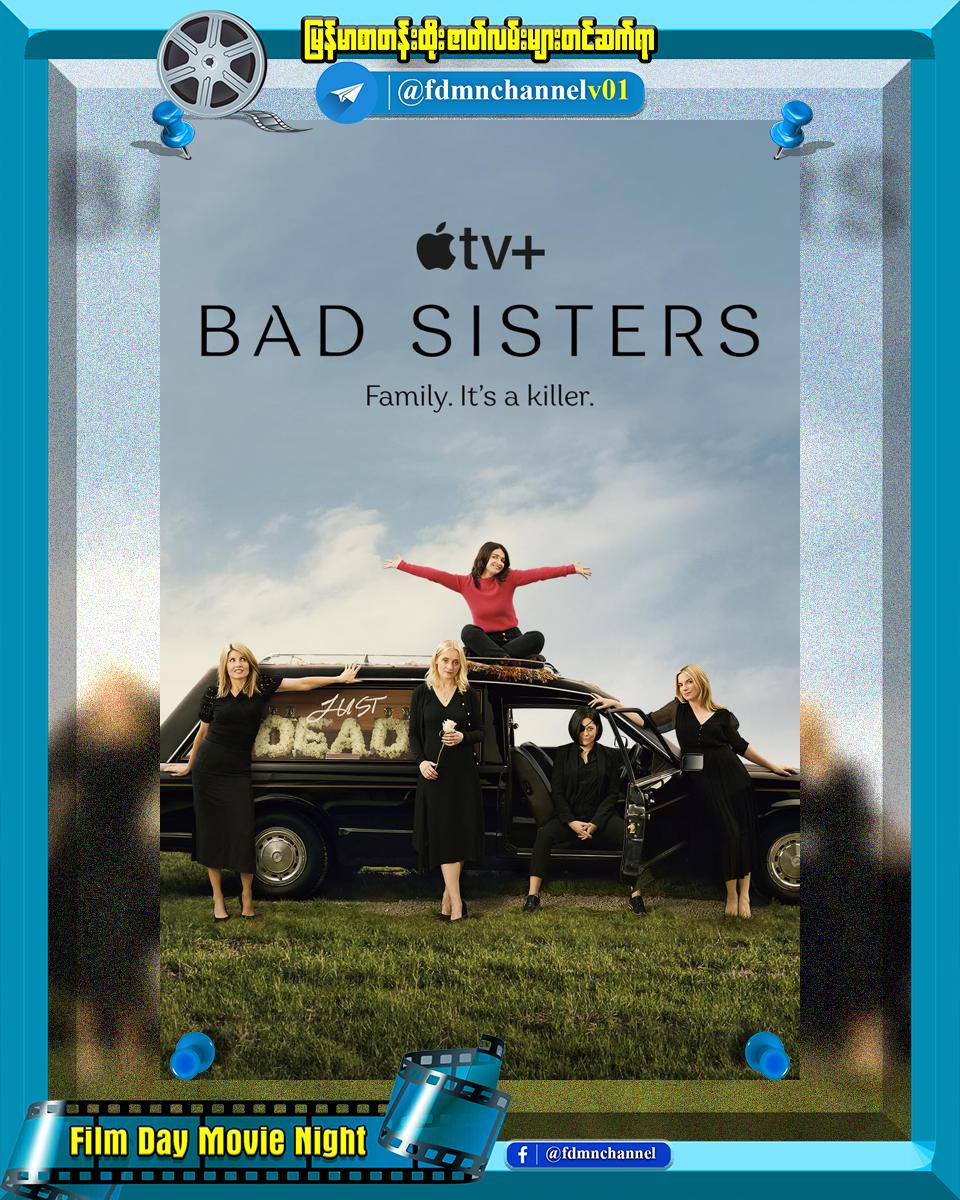 မြန်မာစာတန်းထိုးဇာတ်လမ်းများတင်ဆက်ရာ
@fdmnchannelv01
tv+
BAD SISTERS
Family. It's a killer.
JUST
DEAD
Film Day Movie Night
@fdmnchannel